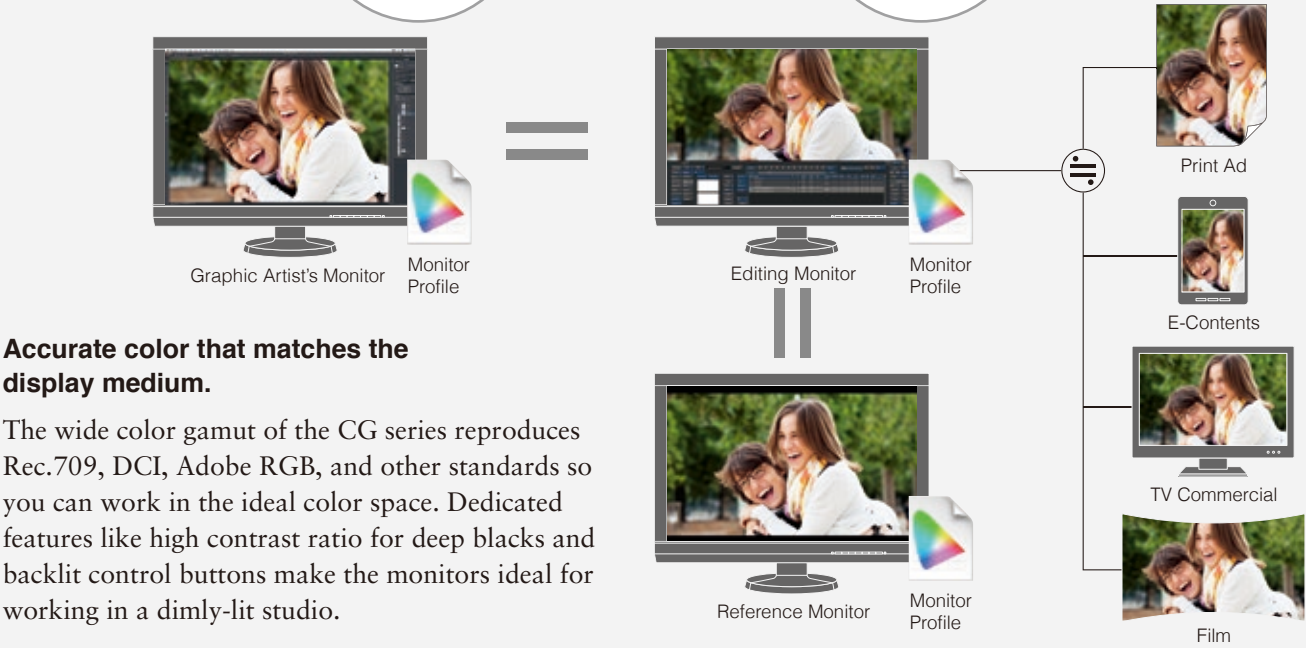 Graphic Artist's Monitor
Monitor
Profile
Editing Monitor
Monitor
Profile
Print Ad
E-Contents
TV Commercial
Film
Reference Monitor
Monitor
Profile
Accurate color that matches the
display medium.
The wide color gamut of the CG series reproduces
Rec.709, DCI, Adobe RGB, and other standards so
you can work in the ideal color space. Dedicated
features like high contrast ratio for deep blacks and
backlit control buttons make the monitors ideal for
working in a dimly-lit studio.